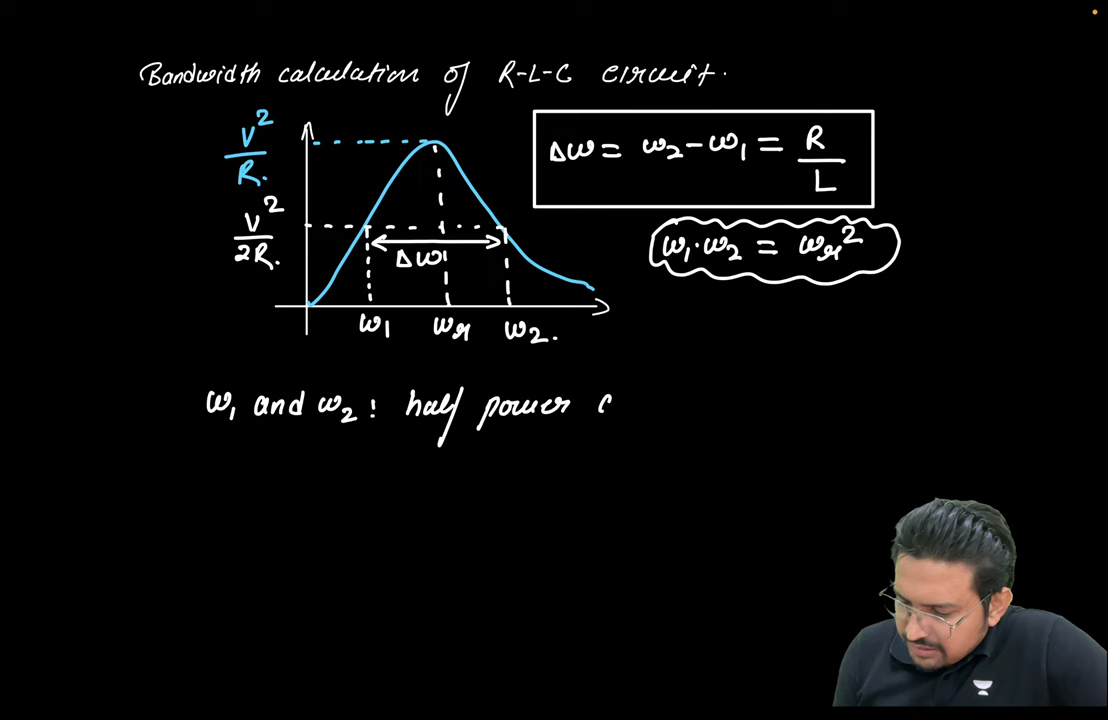 Bandwidth calculation of R-L-C circuit.
V²/R.
V²/2R.
Δω = ω₂ - ω₁ = R/L
ω₁·ω₂ = ωr²
Δω
ω₁ ωr ω₂.
ω₁ and ω₂ : half power